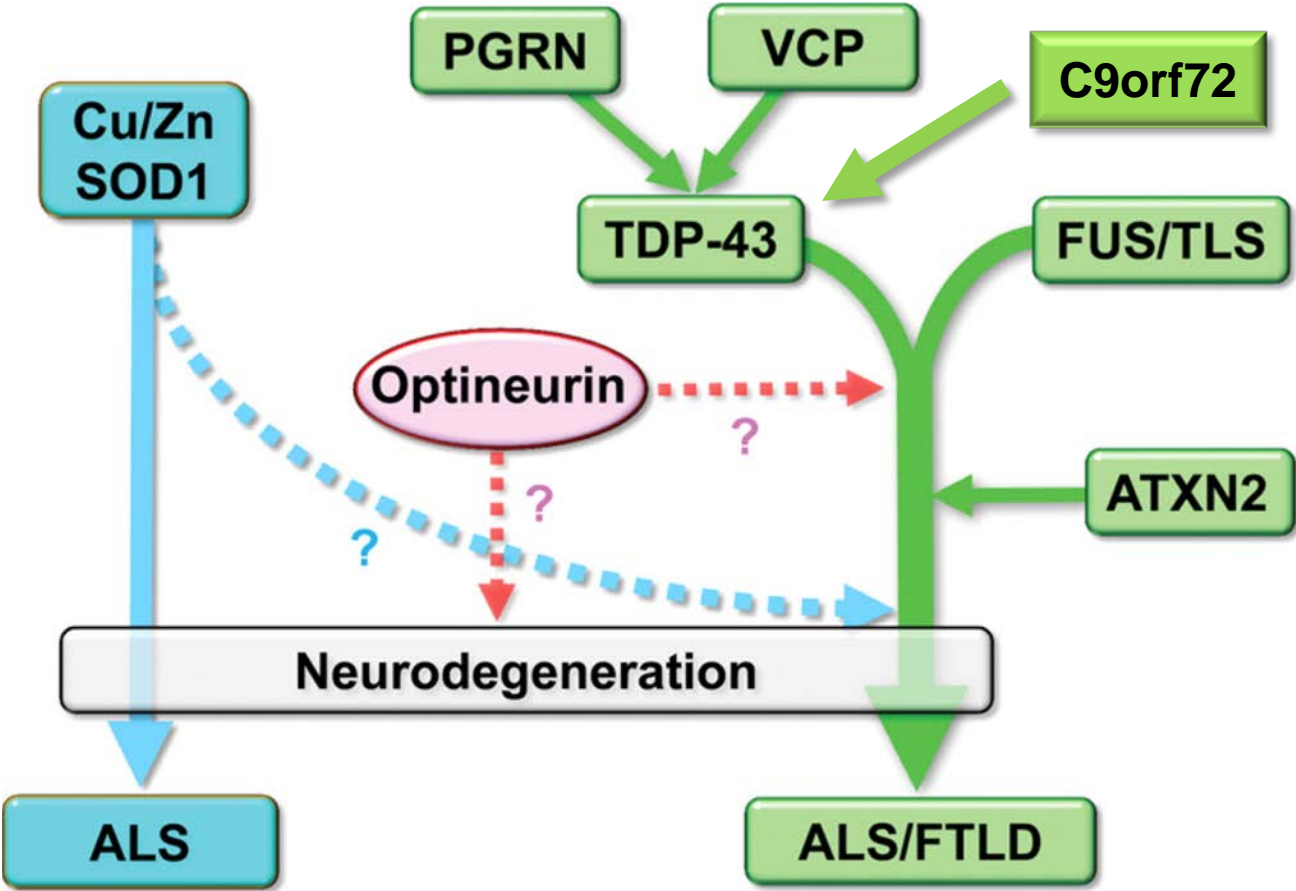 PGRN
VCP
C9orf72
Cu/Zn
SOD1
TDP-43
FUS/TLS
Optineurin
?
?
ATXN2
?
Neurodegeneration
ALS
ALS/FTLD